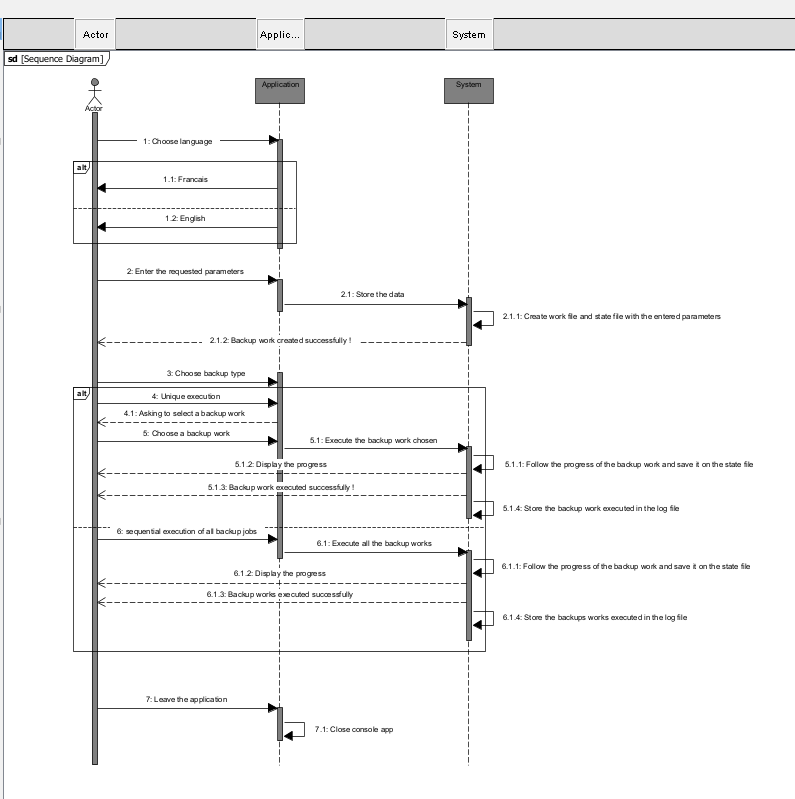 Actor
Applic...
System
sd [Sequence Diagram]
Application
System
Actor
1: Choose language
alt
1.1: Francais
1.2: English
2: Enter the requested parameters
2.1: Store the data
2.1.1: Create work file and state file with the entered parameters
2.1.2: Backup work created successfully !
3: Choose backup type
alt
4: Unique execution
4.1: Asking to select a backup work
5: Choose a backup work
5.1: Execute the backup work chosen
5.1.1: Follow the progress of the backup work and save it on the state file
5.1.2: Display the progress
5.1.3: Backup work executed successfully !
5.1.4: Store the backup work executed in the log file
6: sequential execution of all backup jobs
6.1: Execute all the backup works
6.1.1: Follow the progress of the backup work and save it on the state file
6.1.2: Display the progress
6.1.3: Backup works executed successfully
6.1.4: Store the backups works executed in the log file
7: Leave the application
7.1: Close console app